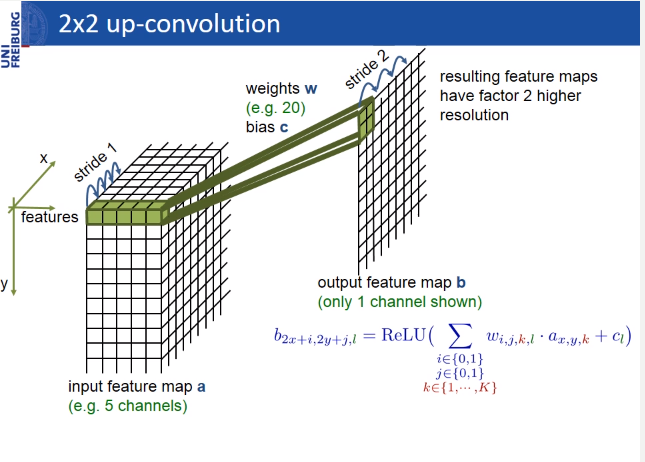 UNI
FREIBURG
2x2 up-convolution
weights w
(e.g. 20)
bias c
stride 2
resulting feature maps
have factor 2 higher
resolution
stride 1
x
features
y
output feature map b
(only 1 channel shown)
b_{2x+i,2y+j,l} = ReLU( ∑_{i∈{0,1} j∈{0,1} k∈{1,⋯,K}} w_{i,j,k,l} · a_{x,y,k} + c_l)
input feature map a
(e.g. 5 channels)